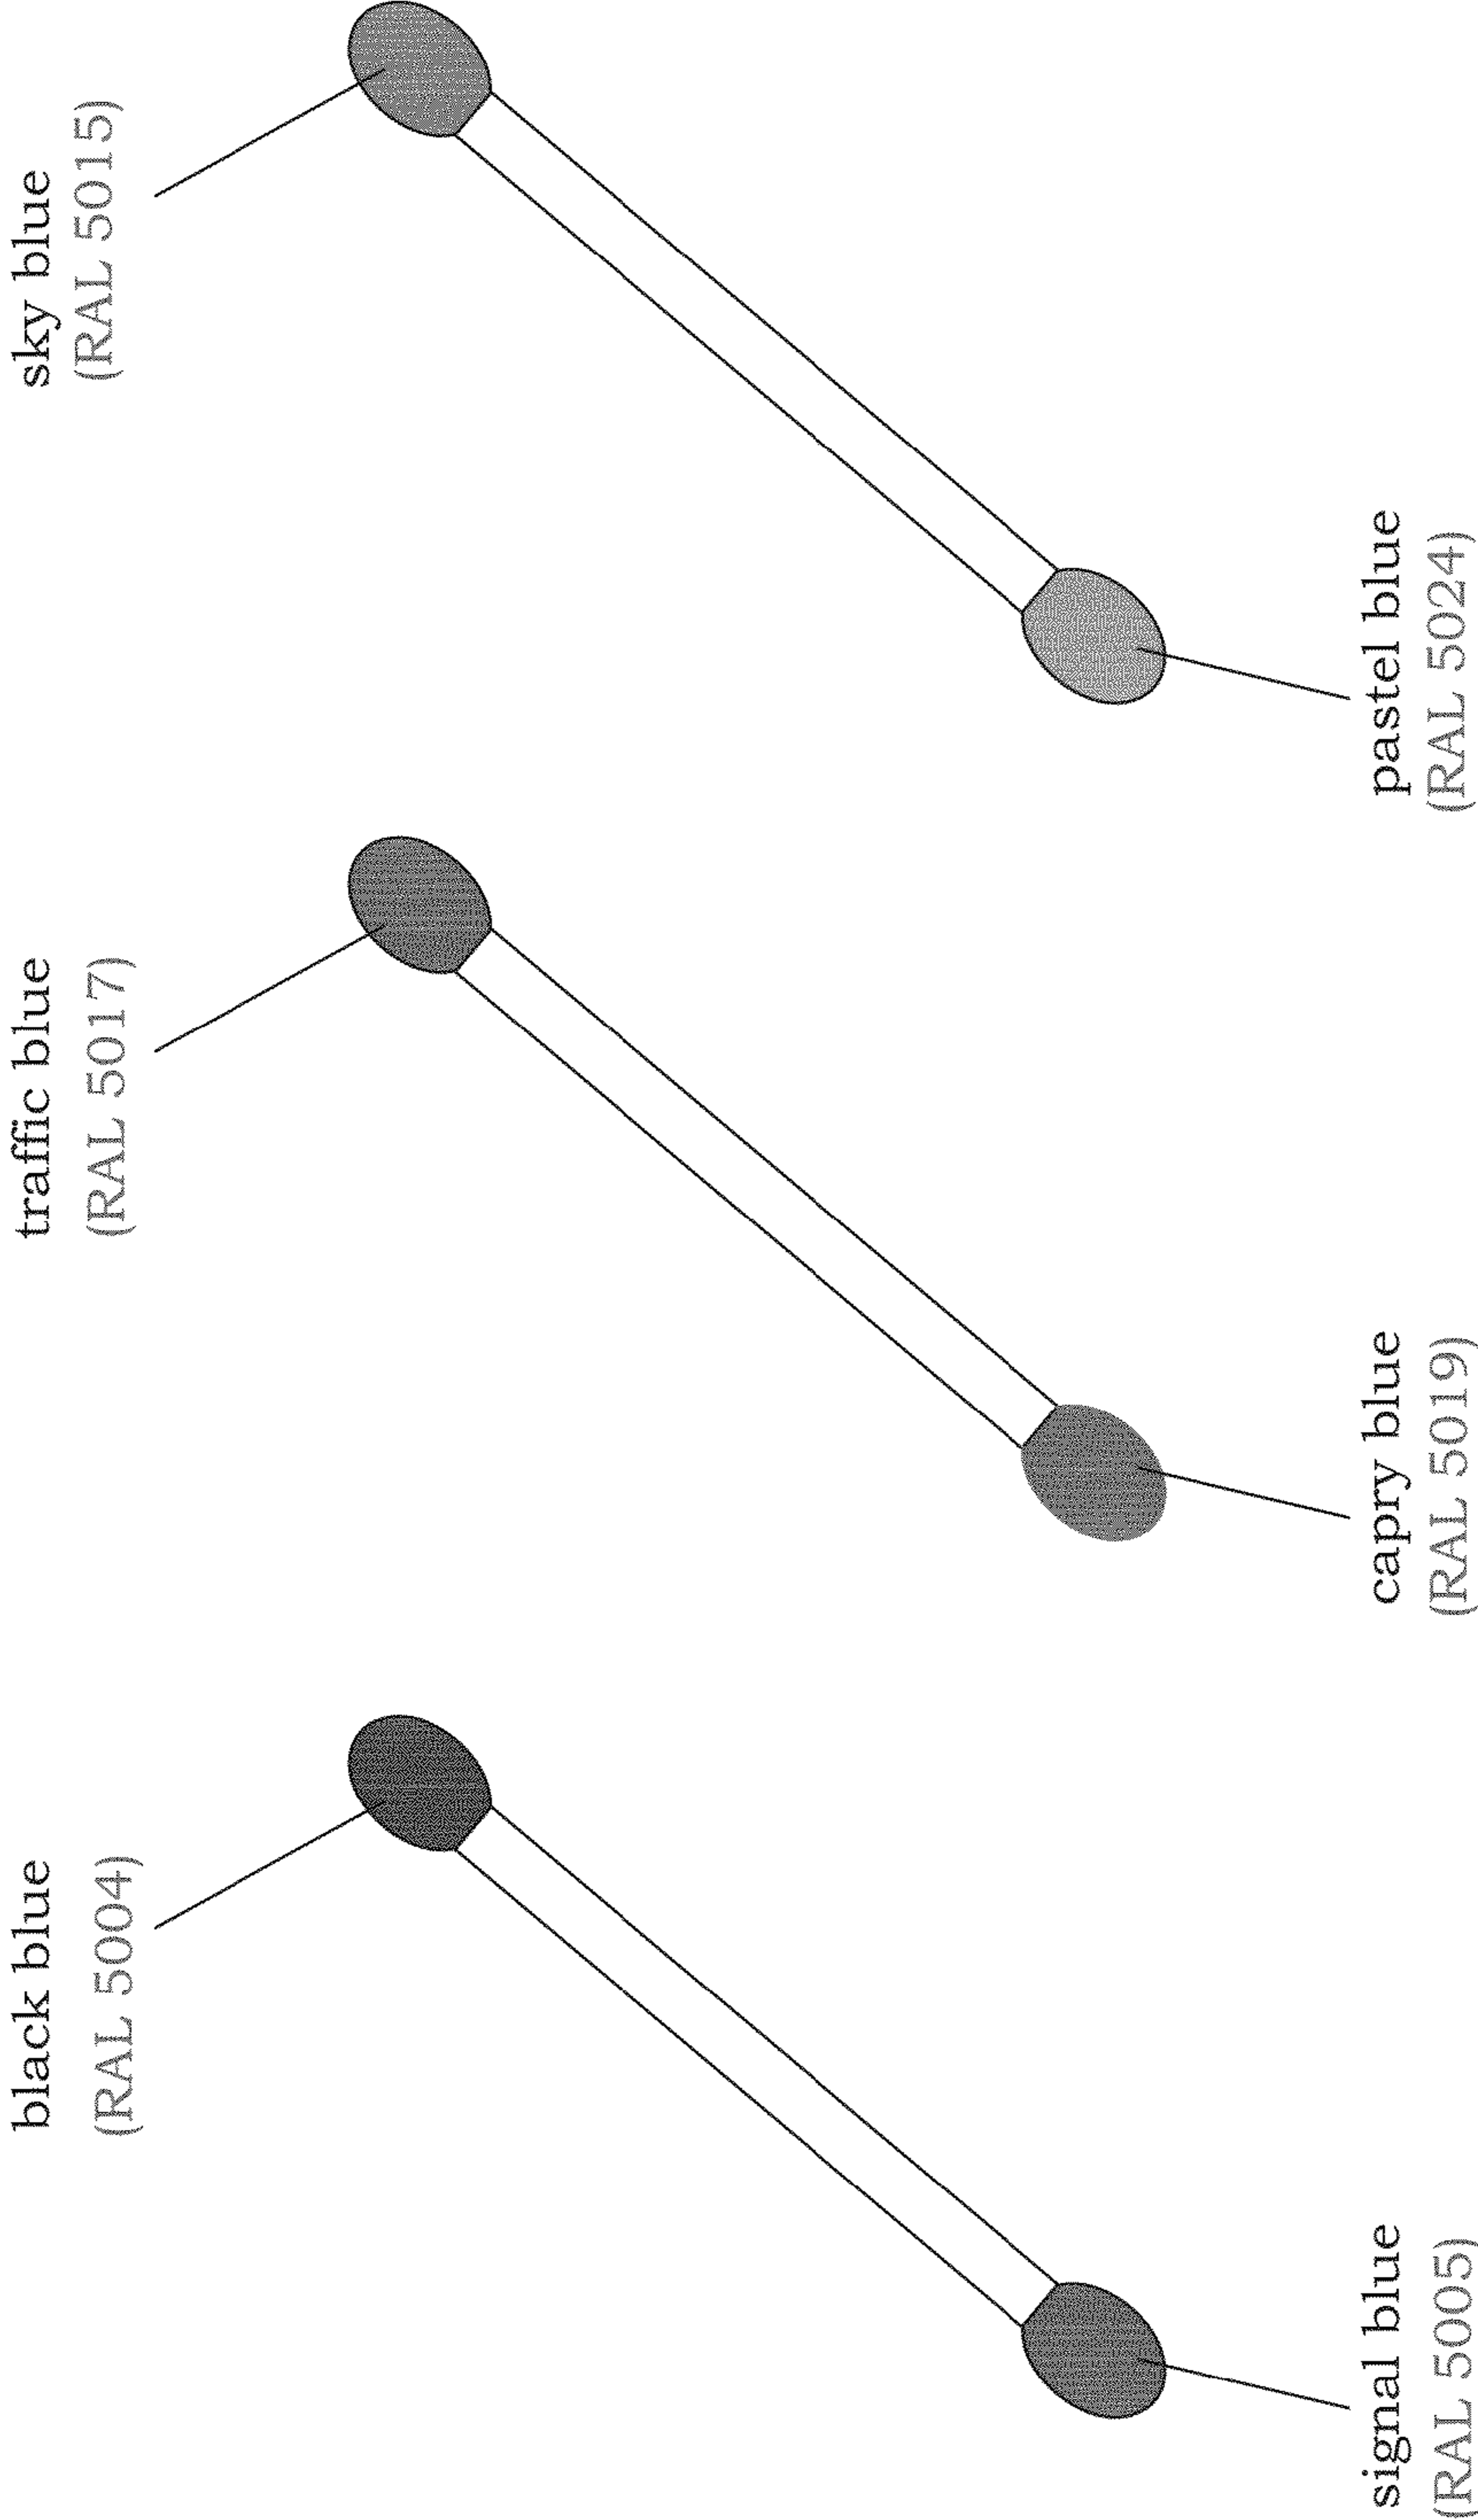 black blue
(RAL 5004)
traffic blue
(RAL 5017)
sky blue
(RAL 5015)
signal blue
(RAL 5005)
capry blue
(RAL 5019)
pastel blue
(RAL 5024)